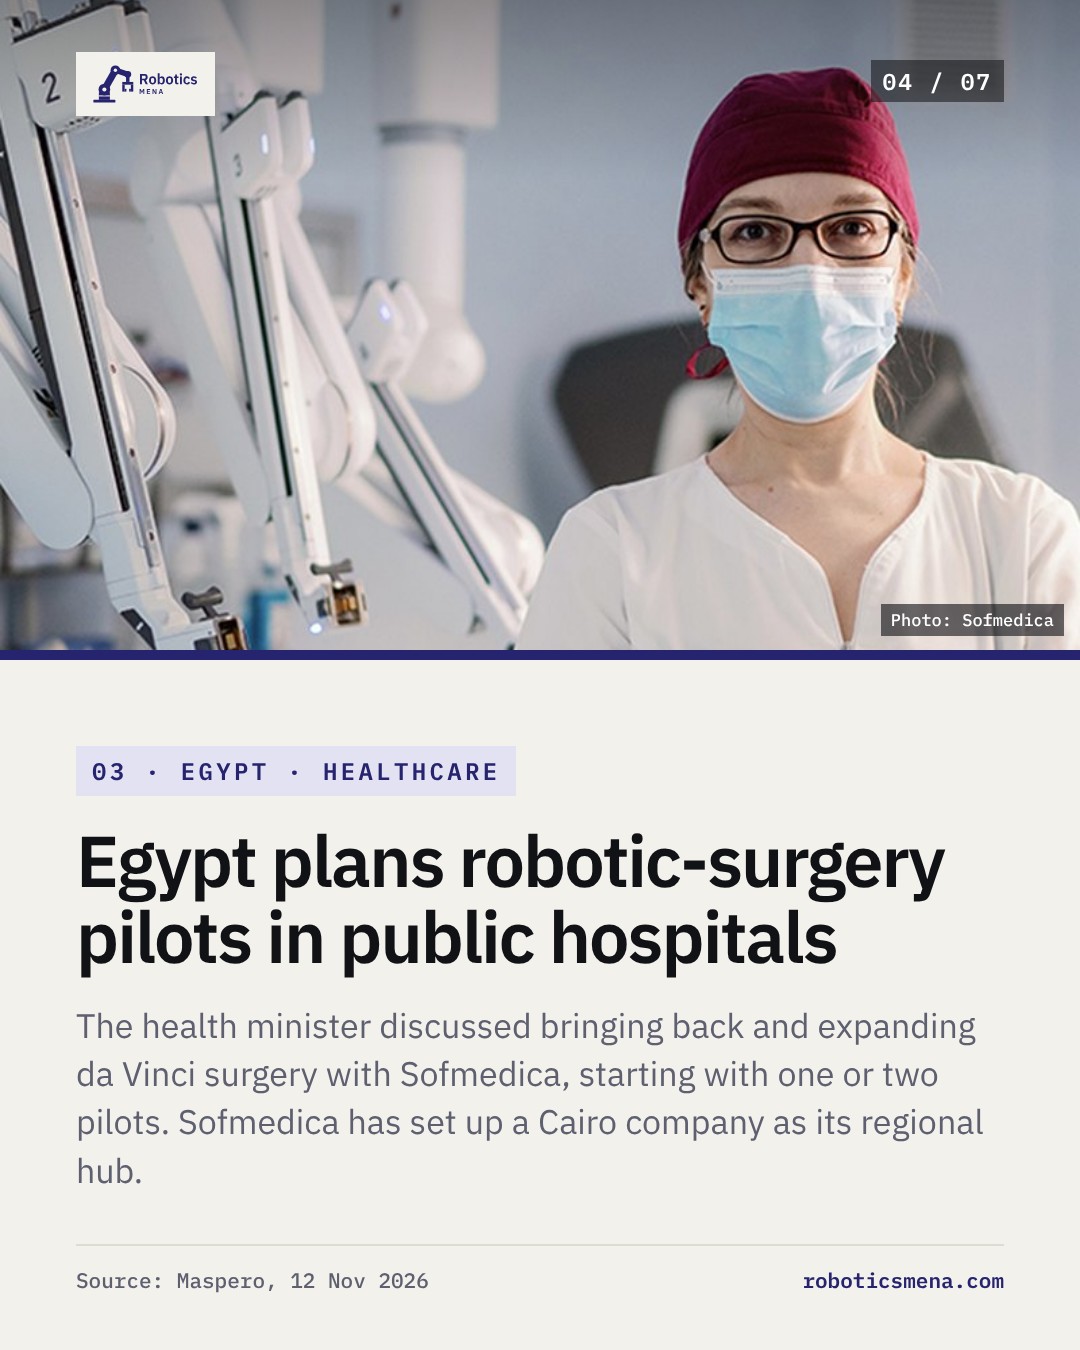 2
3
Robotics
MENA
04 / 07
Photo: Sofmedica
03 · EGYPT · HEALTHCARE
Egypt plans robotic-surgery
pilots in public hospitals
The health minister discussed bringing back and expanding
da Vinci surgery with Sofmedica, starting with one or two
pilots. Sofmedica has set up a Cairo company as its regional
hub.
Source: Maspero, 12 Nov 2026
roboticsmena.com